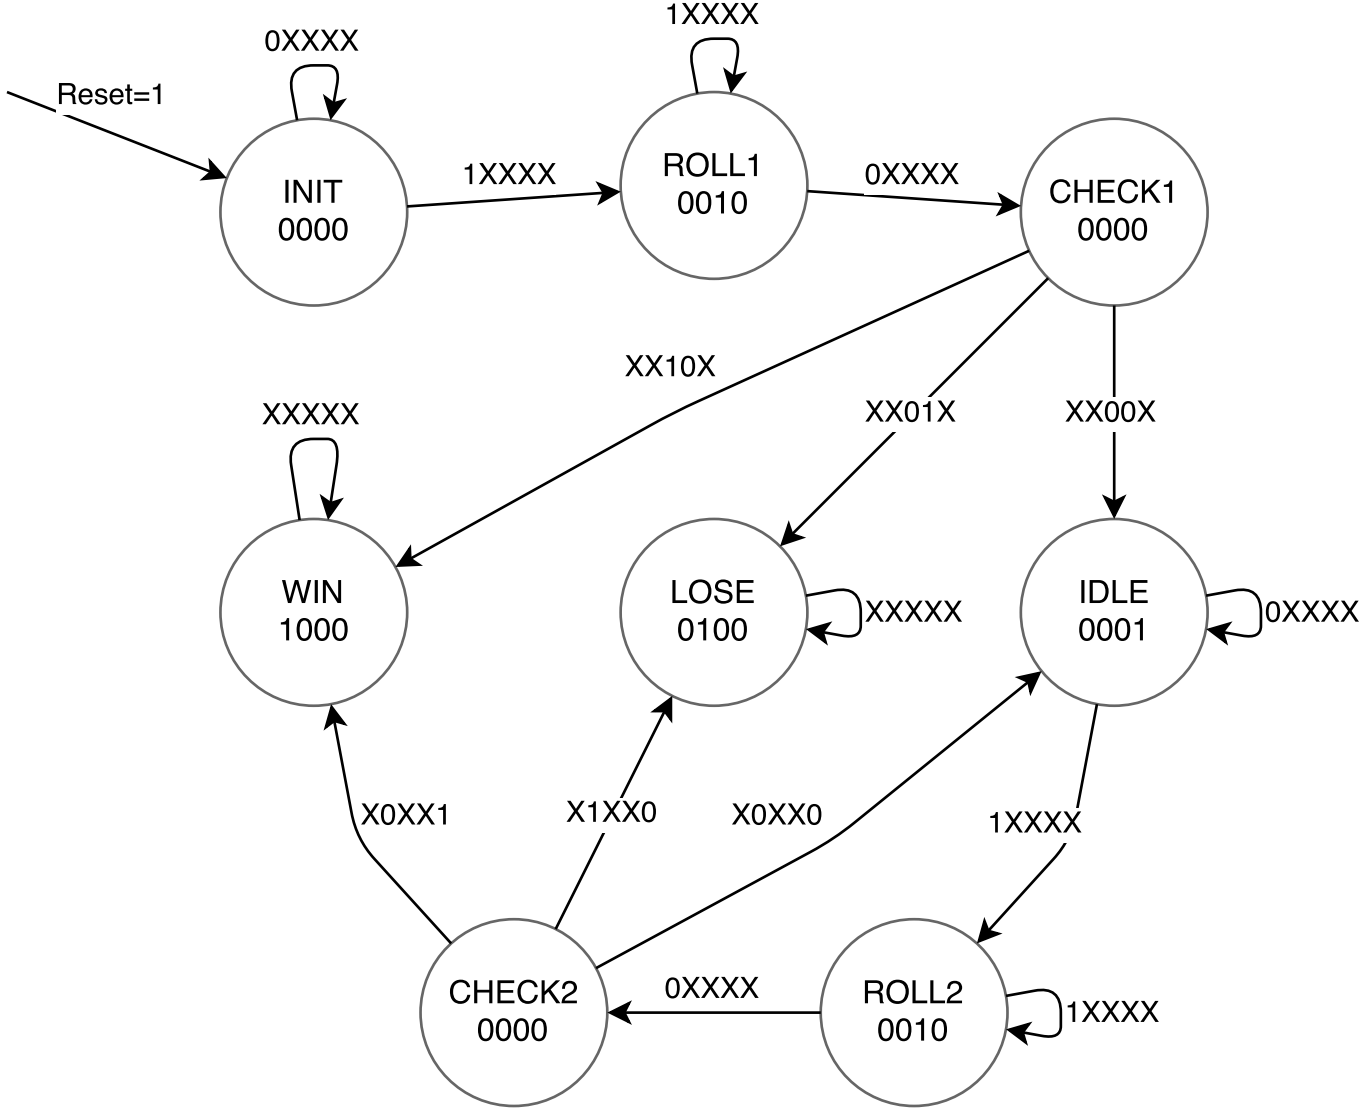 1XXXX
0XXXX
Reset=1
INIT
0000
1XXXX
ROLL1
0010
0XXXX
CHECK1
0000
XX10X
XX01X
XX00X
XXXXX
WIN
1000
LOSE
0100
XXXXX
IDLE
0001
0XXXX
X0XX1
X1XX0
X0XX0
1XXXX
CHECK2
0000
0XXXX
ROLL2
0010
1XXXX